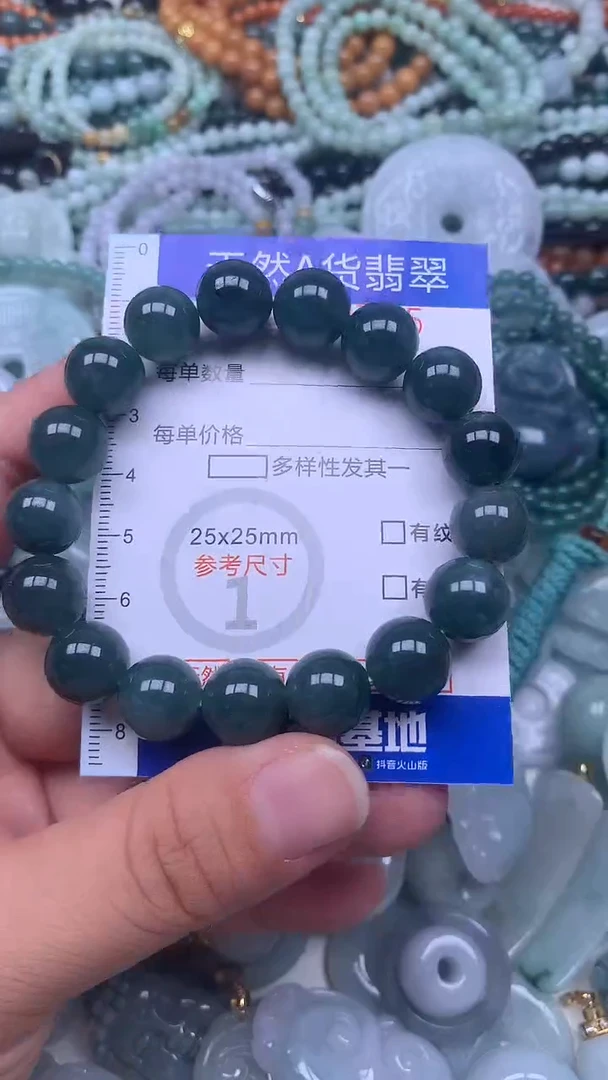 0
天然A货翡翠
5
每单数量
3
每单价格
4
多样性发其一
25x25mm
5
有纹
参考尺寸
有
6
1
基地
8
抖音火山版